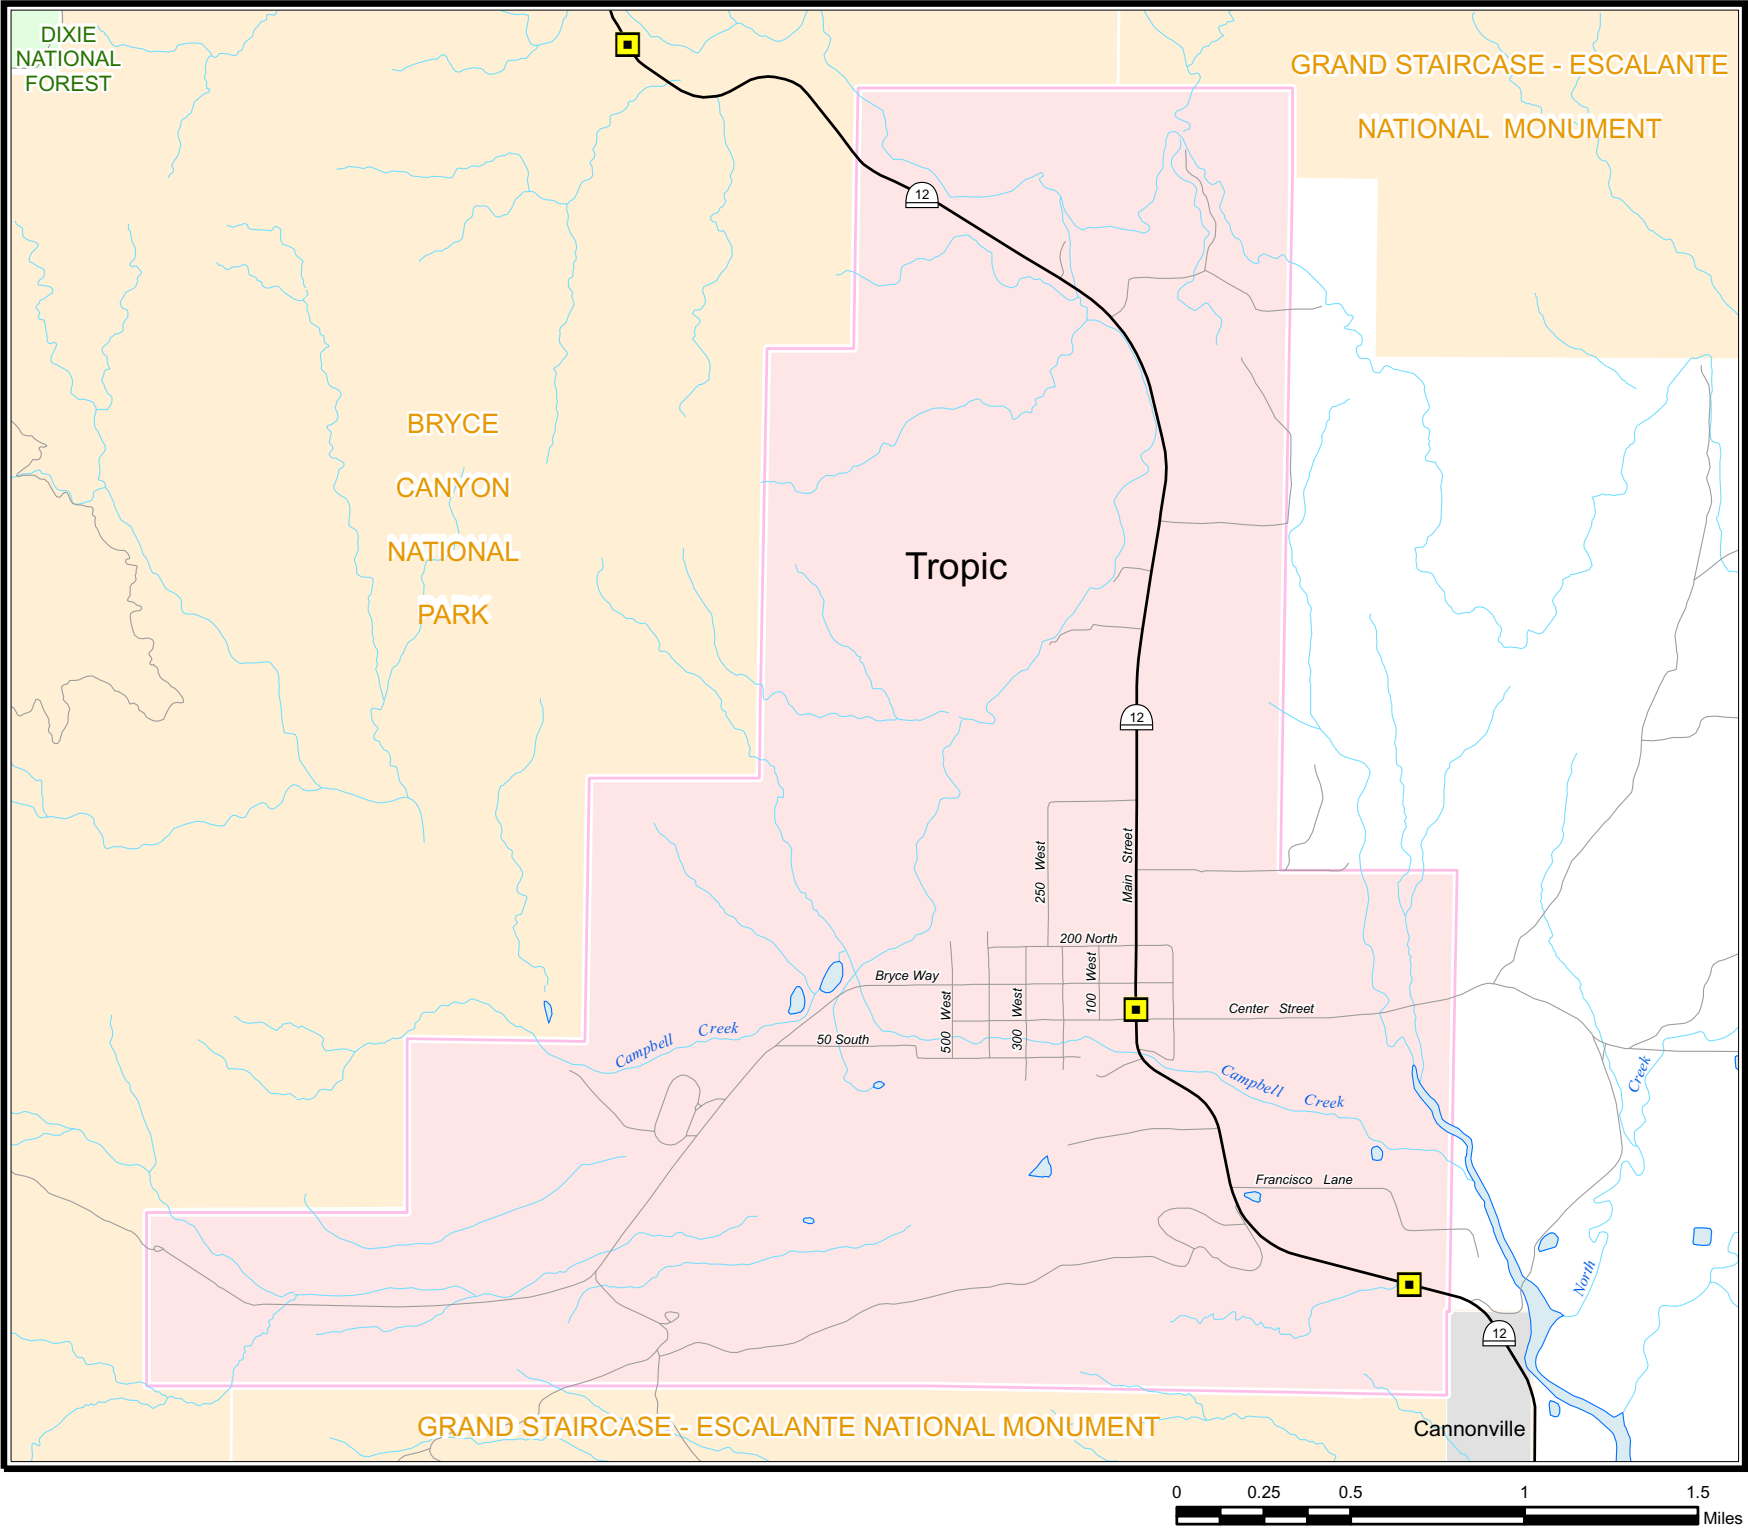 DIXIE
NATIONAL
FOREST
GRAND STAIRCASE - ESCALANTE
NATIONAL MONUMENT
12
BRYCE
CANYON
NATIONAL
PARK
Tropic
12
250 West
Main Street
200 North
Bryce Way
500 West
300 West
100 West
Center Street
50 South
Campbell Creek
Campbell Creek
Francisco Lane
North Creek
12
GRAND STAIRCASE - ESCALANTE NATIONAL MONUMENT
Cannonville
0 0.25 0.5 1 1.5
Miles